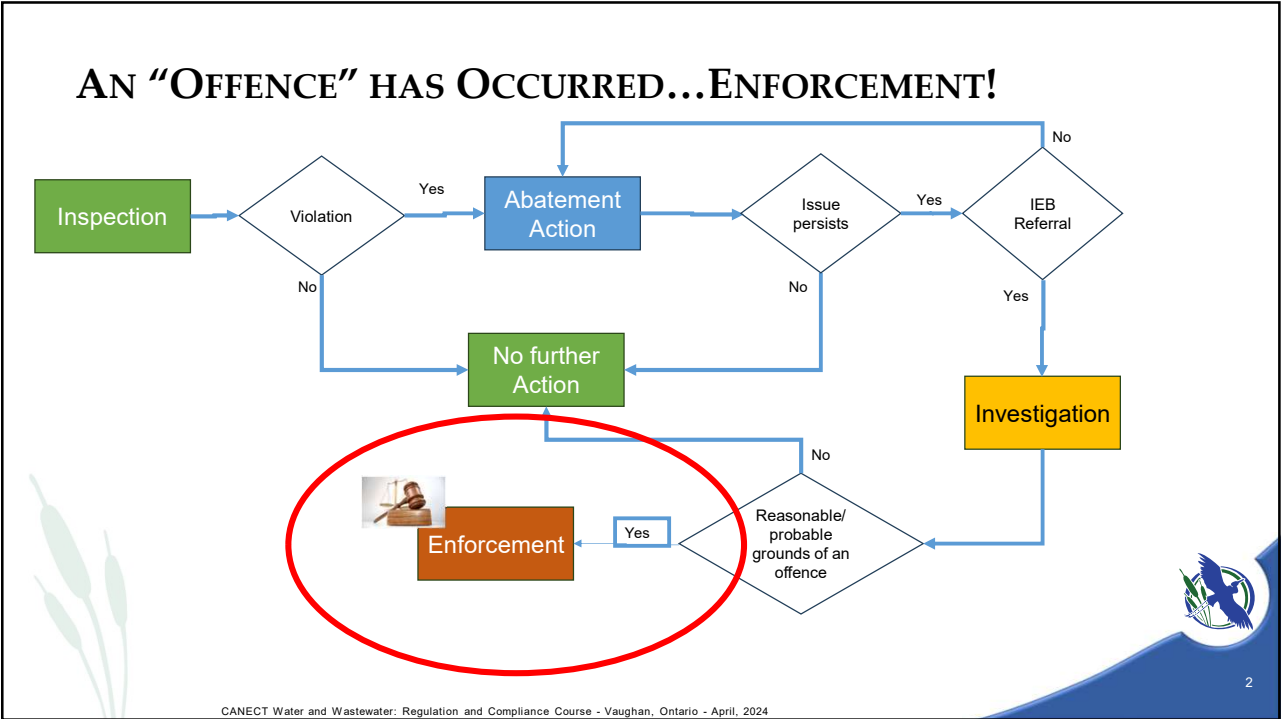 AN “OFFENCE” HAS OCCURRED…ENFORCEMENT!
No
Inspection
Violation
Yes
Abatement
Action
Issue
persists
Yes
IEB
Referral
No
No
Yes
No further
Action
Investigation
No
Enforcement
Yes
Reasonable/
probable
grounds of an
offence
2
CANECT Water and Wastewater: Regulation and Compliance Course - Vaughan, Ontario - April, 2024